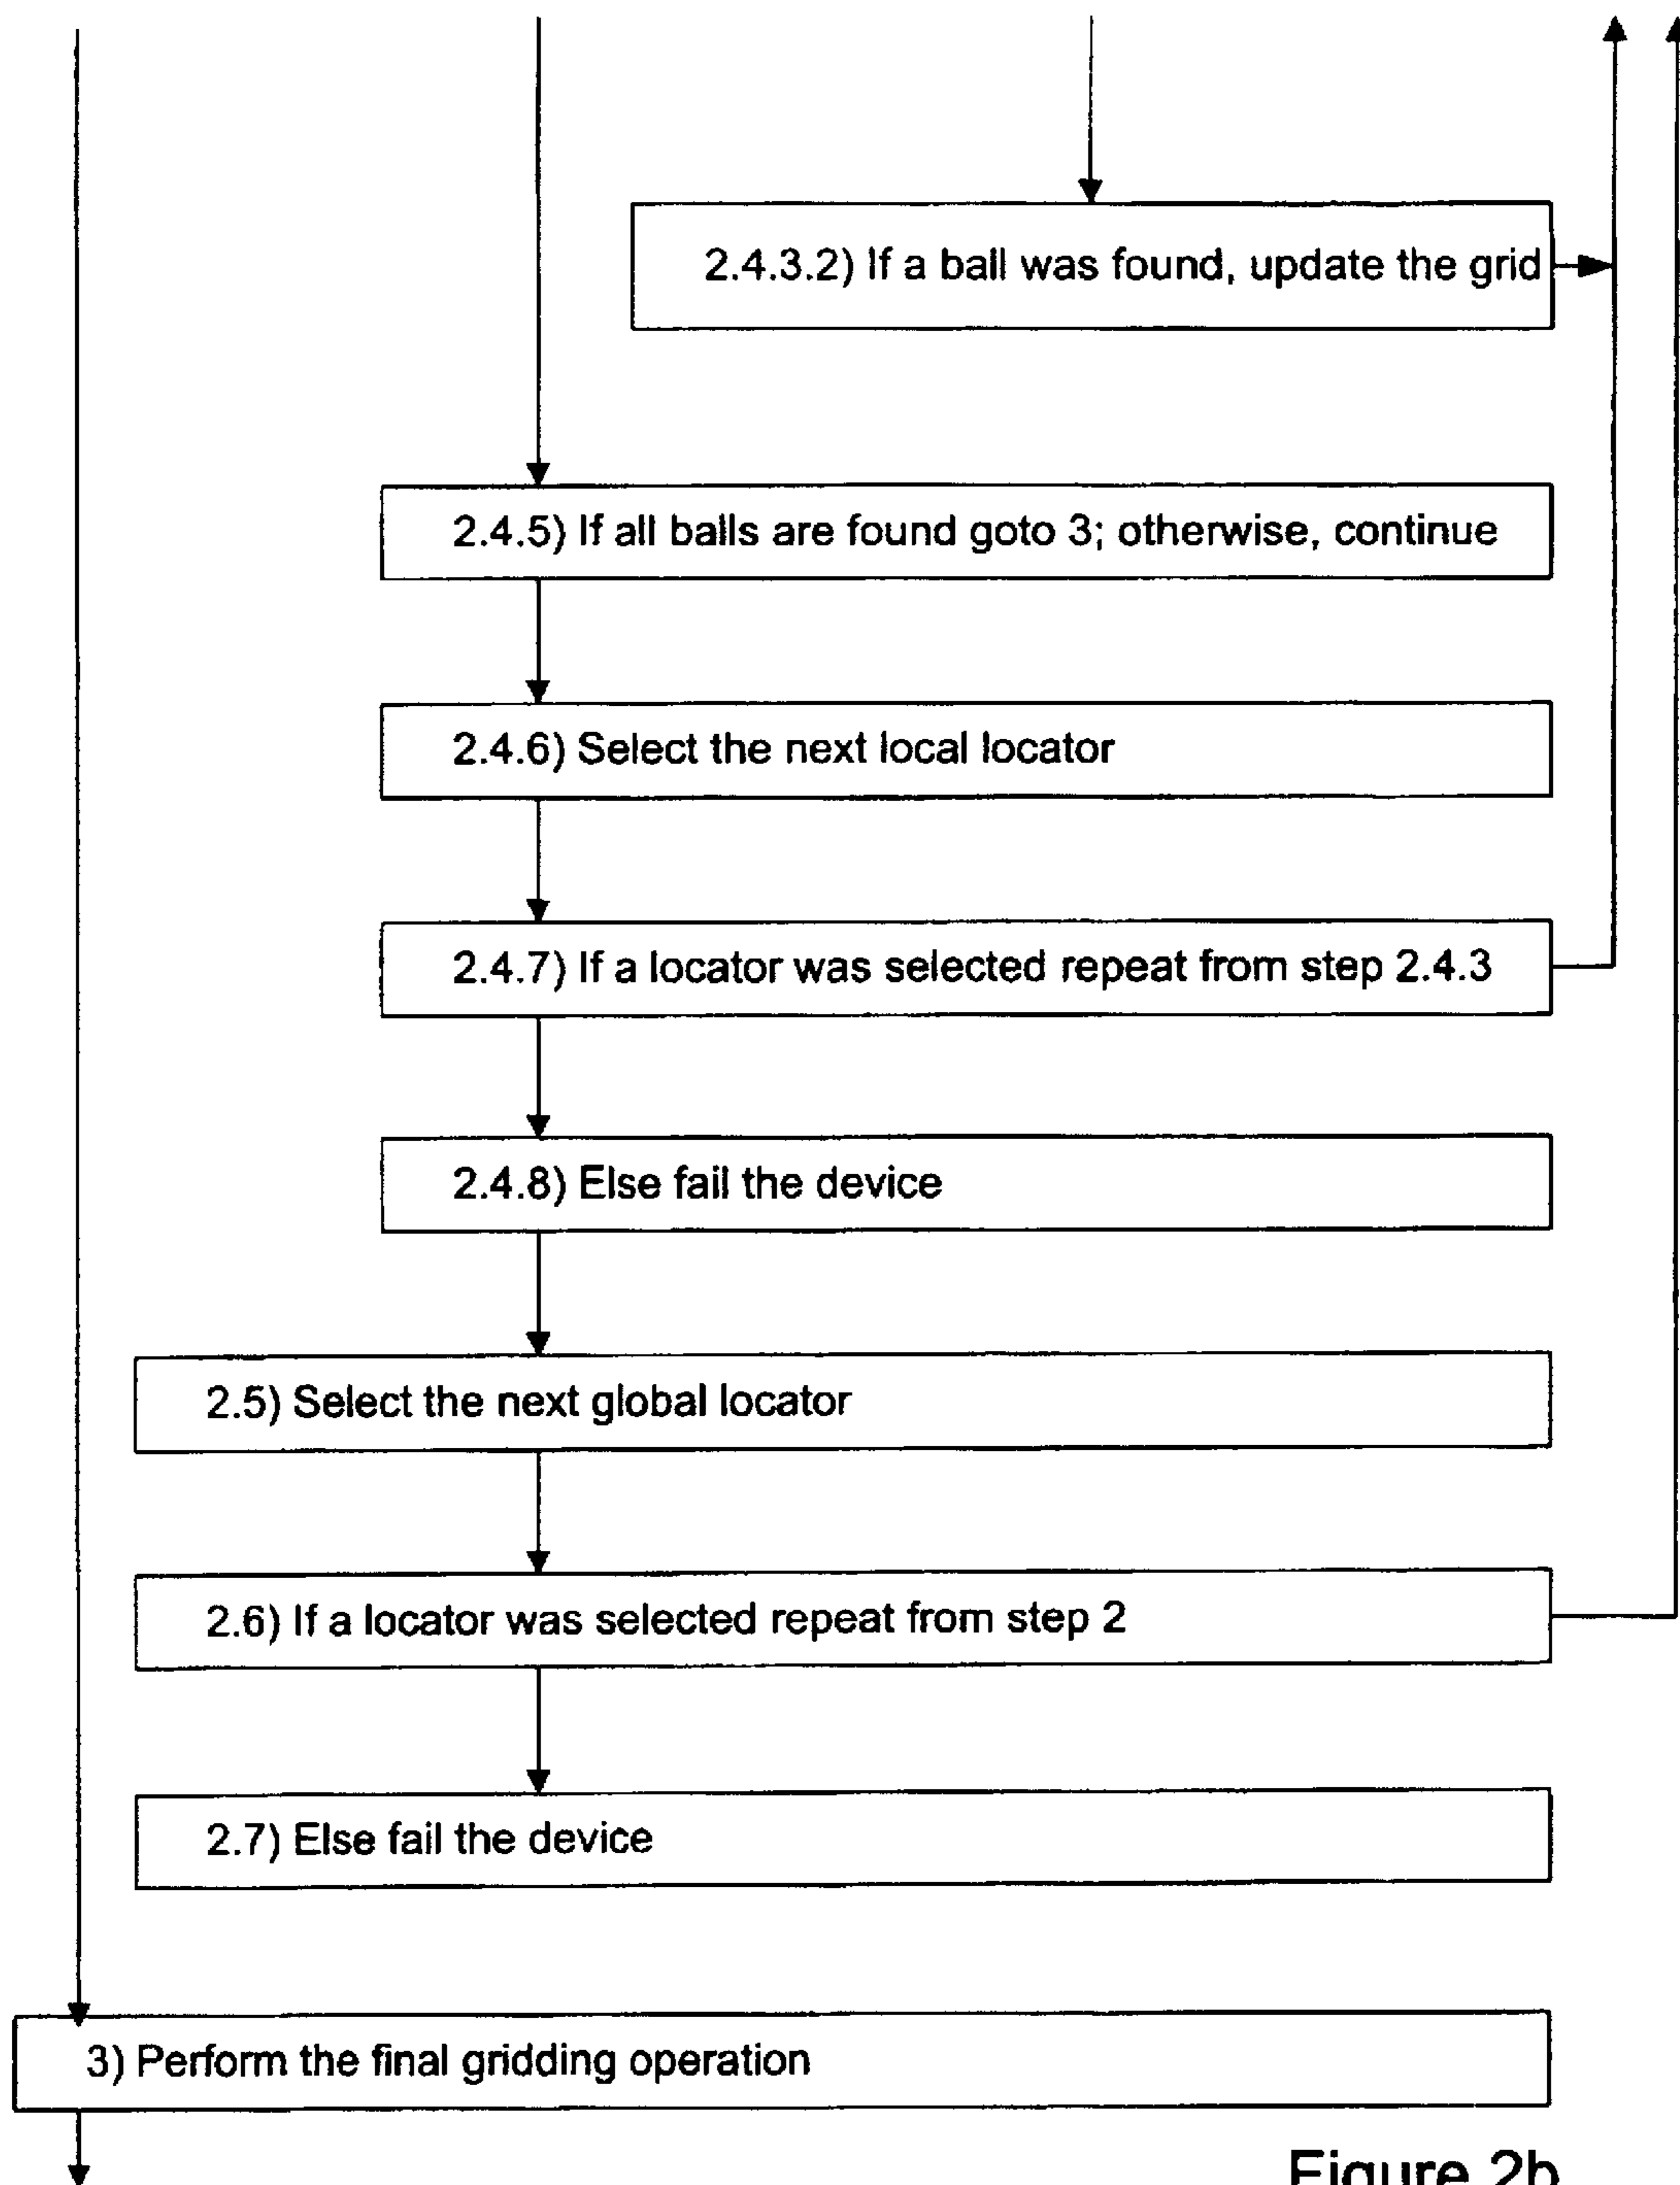 2.4.3.2) If a ball was found, update the grid
2.4.5) If all balls are found goto 3; otherwise, continue
2.4.6) Select the next local locator
2.4.7) If a locator was selected repeat from step 2.4.3
2.4.8) Else fail the device
2.5) Select the next global locator
2.6) If a locator was selected repeat from step 2
2.7) Else fail the device
3) Perform the final gridding operation
Figure 2b